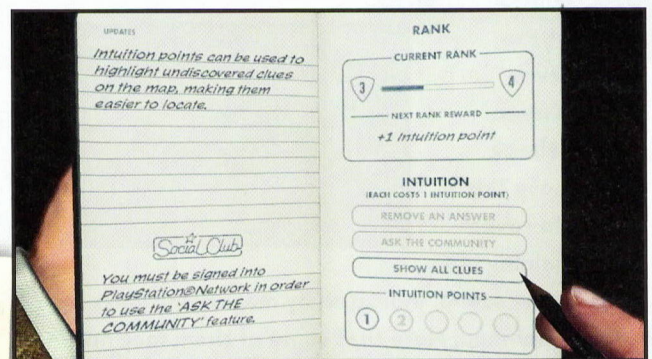 UPDATES
Intuition points can be used to
highlight undiscovered clues
on the map, making them
easier to locate.
Social Club
You must be signed into
PlayStation®Network in order
to use the 'ASK THE
COMMUNITY' feature.
RANK
CURRENT RANK
3 4
NEXT RANK REWARD
+1 Intuition point
INTUITION
(EACH COSTS 1 INTUITION POINT)
REMOVE AN ANSWER
ASK THE COMMUNITY
SHOW ALL CLUES
INTUITION POINTS
1 2